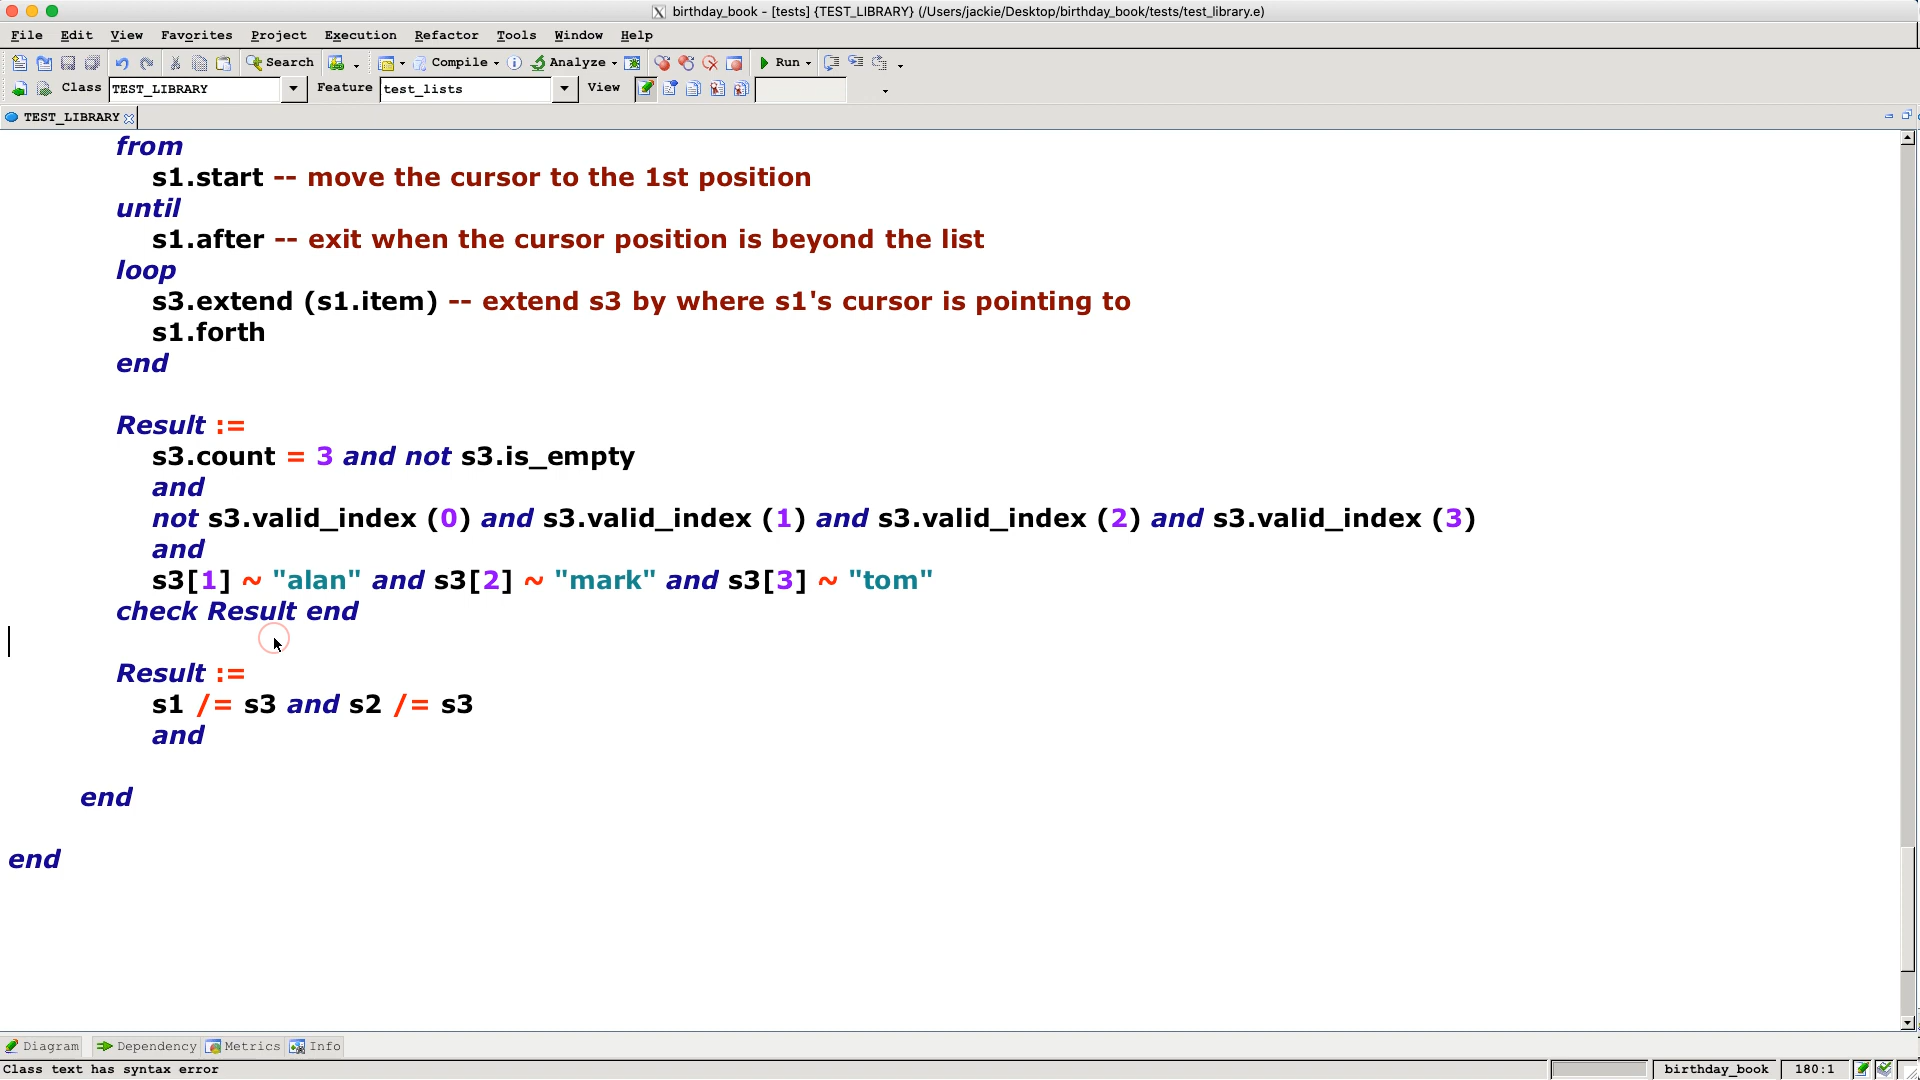 birthday_book - [tests] {TEST_LIBRARY} (/Users/jackie/Desktop/birthday_book/tests/test_library.e)
File Edit View Favorites Project Execution Refactor Tools Window Help
Search Compile Analyze Run
Class TEST_LIBRARY Feature test_lists View
TEST_LIBRARY
from
s1.start -- move the cursor to the 1st position
until
s1.after -- exit when the cursor position is beyond the list
loop
s3.extend (s1.item) -- extend s3 by where s1's cursor is pointing to
s1.forth
end
Result :=
s3.count = 3 and not s3.is_empty
and
not s3.valid_index (0) and s3.valid_index (1) and s3.valid_index (2) and s3.valid_index (3)
and
s3[1] ~ "alan" and s3[2] ~ "mark" and s3[3] ~ "tom"
check Result end
Result :=
s1 /= s3 and s2 /= s3
and
end
end
Diagram Dependency Metrics Info
Class text has syntax error birthday_book 180:1